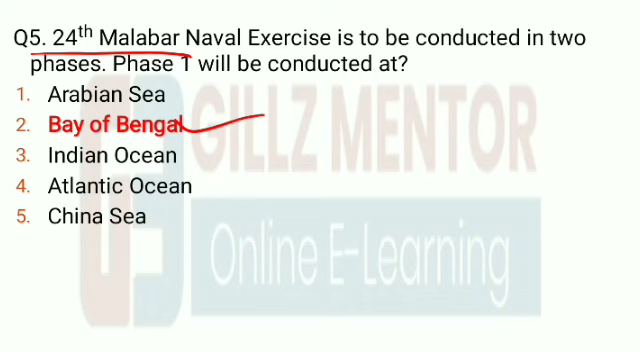 Q5. 24th Malabar Naval Exercise is to be conducted in two
phases. Phase 1 will be conducted at?
1. Arabian Sea
2. Bay of Bengal
3. Indian Ocean
4. Atlantic Ocean
5. China Sea
GILLZ MENTOR
Online E-Learning